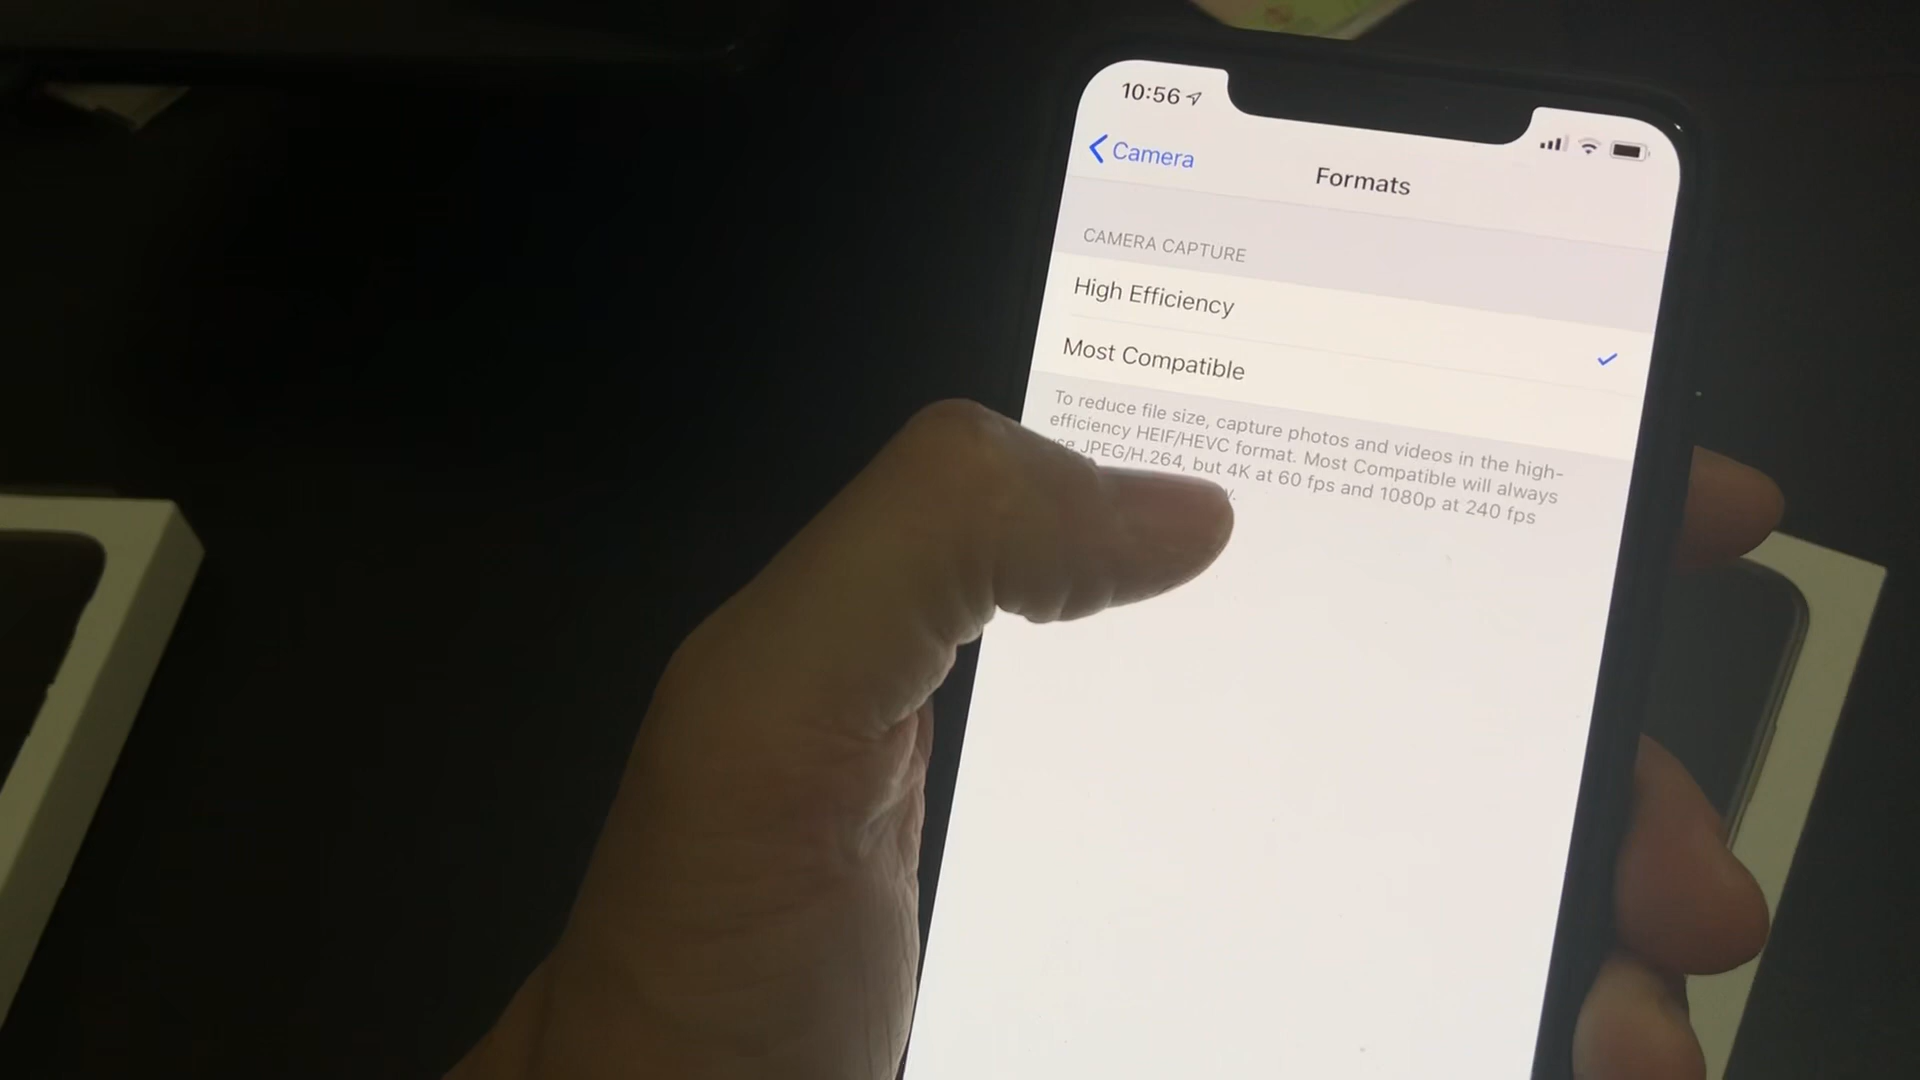 10:56
Camera
Formats
CAMERA CAPTURE
High Efficiency
Most Compatible
To reduce file size, capture photos and videos in the high-
efficiency HEIF/HEVC format. Most Compatible will always
JPEG/H.264, but 4K at 60 fps and 1080p at 240 fps